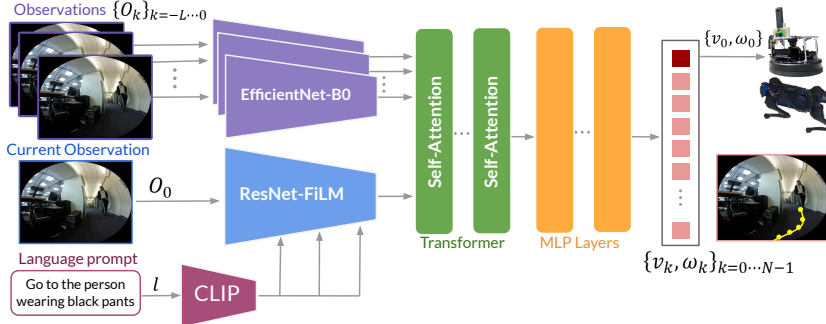 Observations {O_k}_{k=-L⋯0}
EfficientNet-B0
Current Observation
O_0
ResNet-FiLM
Language prompt
Go to the person
wearing black pants
l
CLIP
Self-Attention
⋯
Self-Attention
Transformer
⋯
MLP Layers
{v_0, ω_0}
{v_k, ω_k}_{k=0⋯N−1}